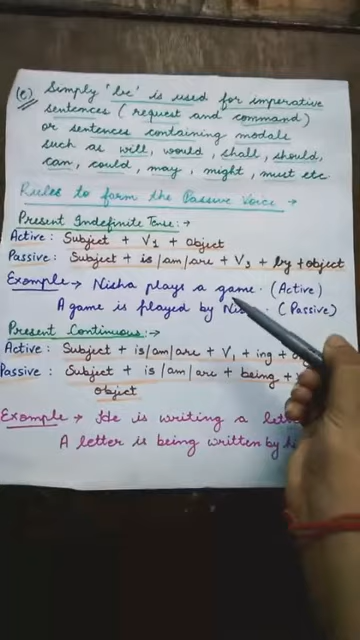 (c) Simply 'be' is used for imperative
sentences (request and command)
or sentences containing modals
such as will, would, shall, should,
can, could, may, might, must etc
Rules to form the Passive Voice →
Present Indefinite Tense:→
Active: Subject + V1 + object
Passive: Subject + is/am/are + V3 + by + object
Example → Nisha plays a game. (Active)
A game is played by (Passive)
Present Continuous:→
Active: Subject + is/am/are + V1 + ing +
Passive: Subject + is/am/are + being +
object
Example → He is writing a
A letter is being written by